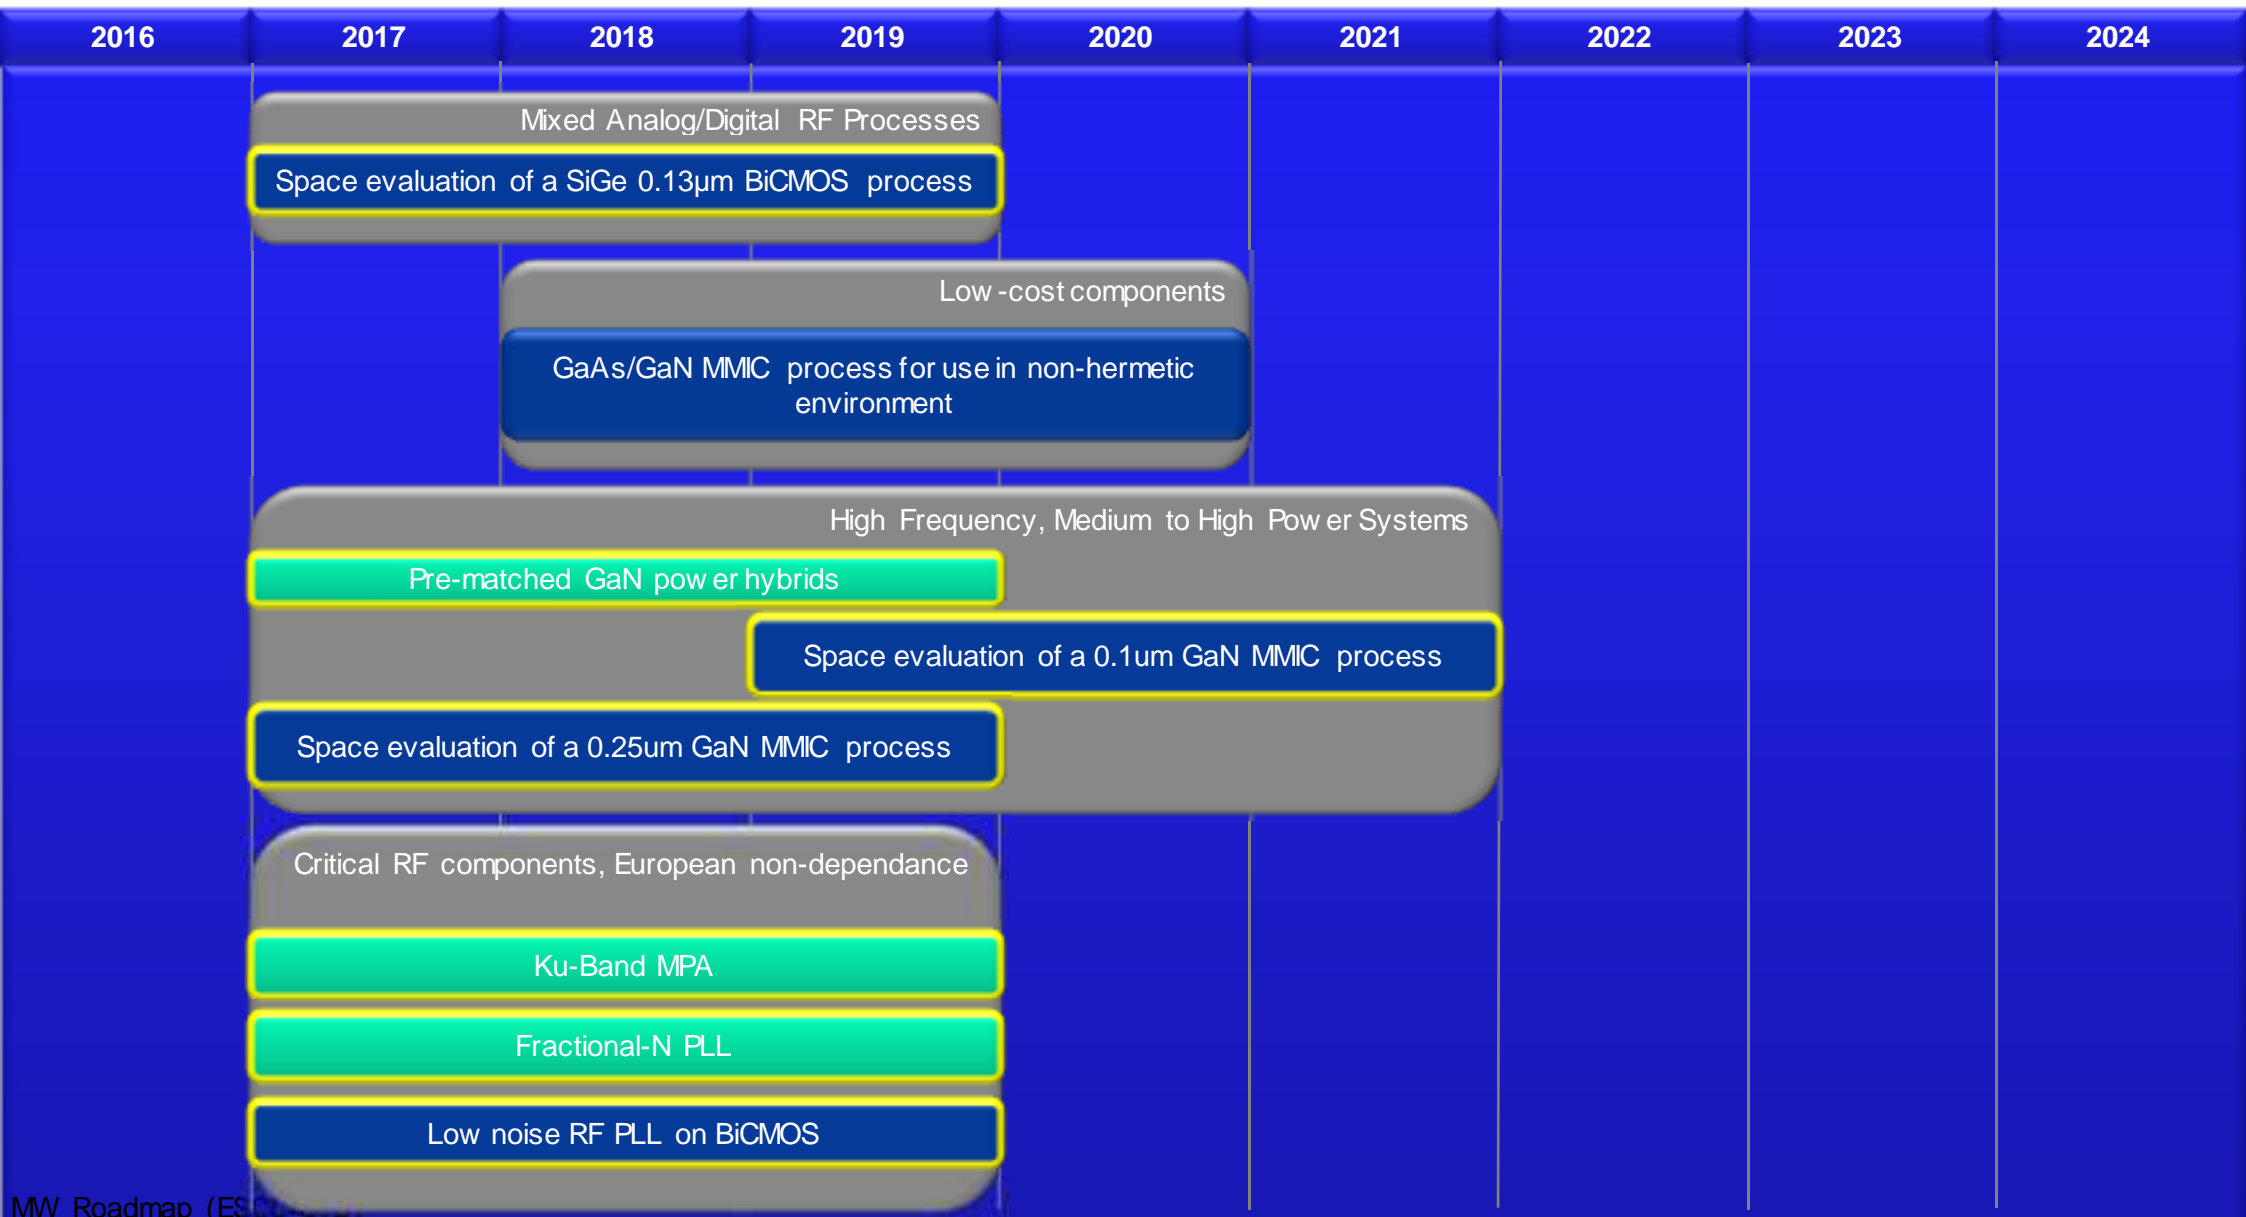 2016 2017 2018 2019 2020 2021 2022 2023 2024
Mixed Analog/Digital RF Processes
Space evaluation of a SiGe 0.13µm BiCMOS process
Low-cost components
GaAs/GaN MMIC process for use in non-hermetic
environment
High Frequency, Medium to High Power Systems
Pre-matched GaN power hybrids
Space evaluation of a 0.1um GaN MMIC process
Space evaluation of a 0.25um GaN MMIC process
Critical RF components, European non-dependance
Ku-Band MPA
Fractional-N PLL
Low noise RF PLL on BiCMOS
MW Roadmap